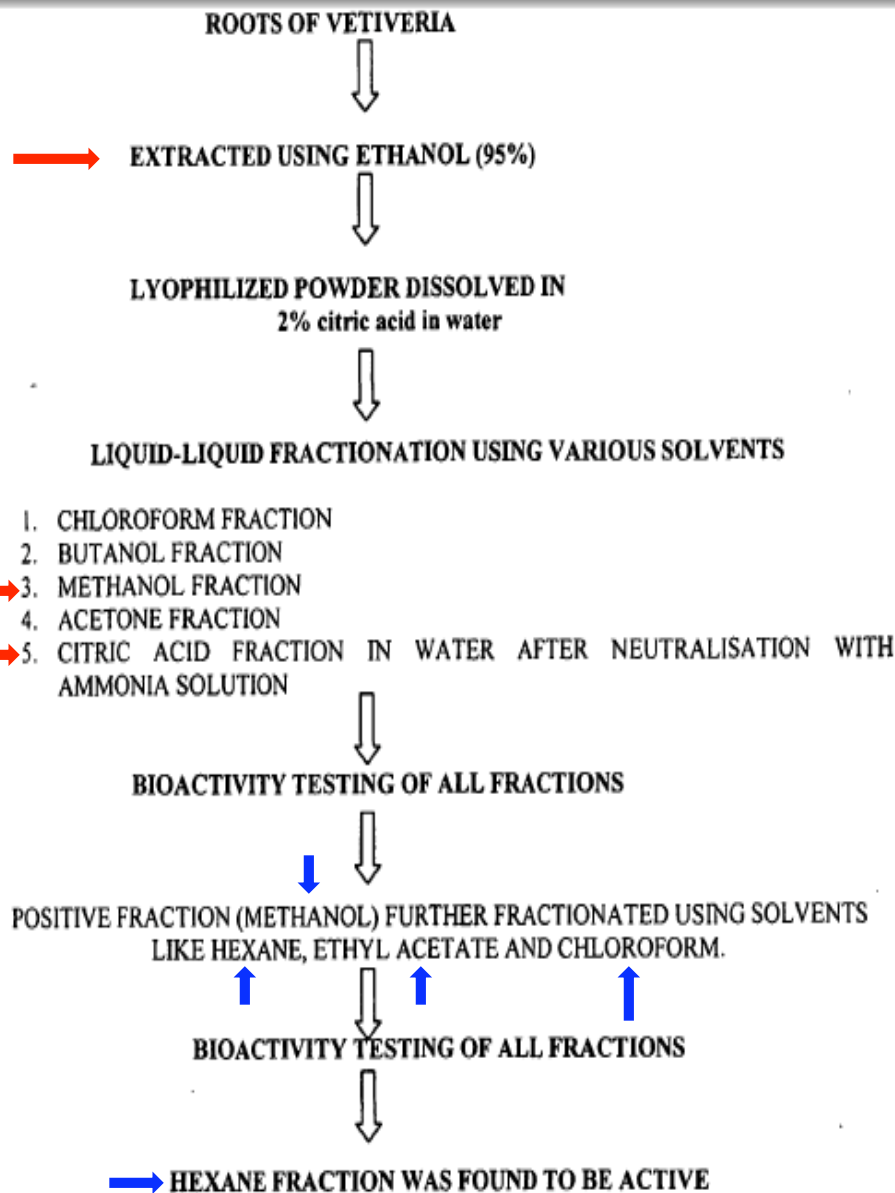 ROOTS OF VETIVERIA
EXTRACTED USING ETHANOL (95%)
LYOPHILIZED POWDER DISSOLVED IN
2% citric acid in water
LIQUID-LIQUID FRACTIONATION USING VARIOUS SOLVENTS
1. CHLOROFORM FRACTION
2. BUTANOL FRACTION
3. METHANOL FRACTION
4. ACETONE FRACTION
5. CITRIC ACID FRACTION IN WATER AFTER NEUTRALISATION WITH
AMMONIA SOLUTION
BIOACTIVITY TESTING OF ALL FRACTIONS
POSITIVE FRACTION (METHANOL) FURTHER FRACTIONATED USING SOLVENTS
LIKE HEXANE, ETHYL ACETATE AND CHLOROFORM.
BIOACTIVITY TESTING OF ALL FRACTIONS
HEXANE FRACTION WAS FOUND TO BE ACTIVE